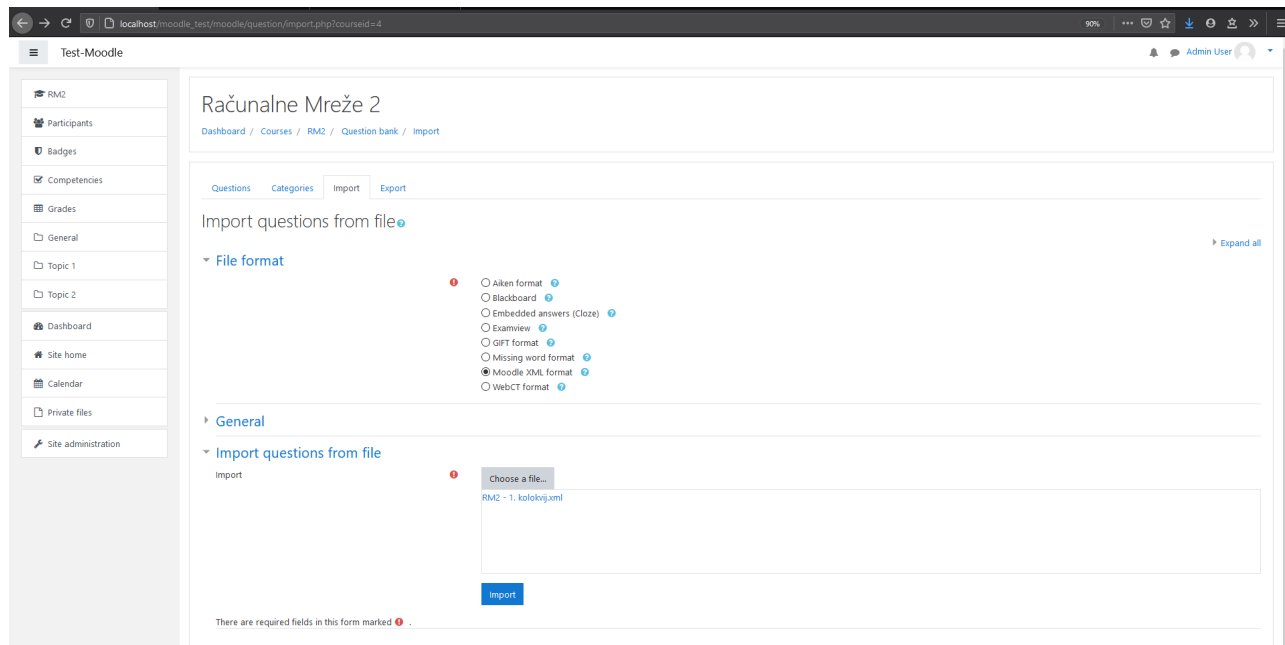 localhost/moodle_test/moodle/question/import.php?courseid=4
90%
Test-Moodle
Admin User
RM2
Participants
Badges
Competencies
Grades
General
Topic 1
Topic 2
Dashboard
Site home
Calendar
Private files
Site administration
Računalne Mreže 2
Dashboard / Courses / RM2 / Question bank / Import
Questions Categories Import Export
Import questions from file
Expand all
File format
Aiken format
Blackboard
Embedded answers (Cloze)
Examview
GIFT format
Missing word format
Moodle XML format
WebCT format
General
Import questions from file
Import
Choose a file...
RM2 - 1. kolokvij.xml
Import
There are required fields in this form marked .